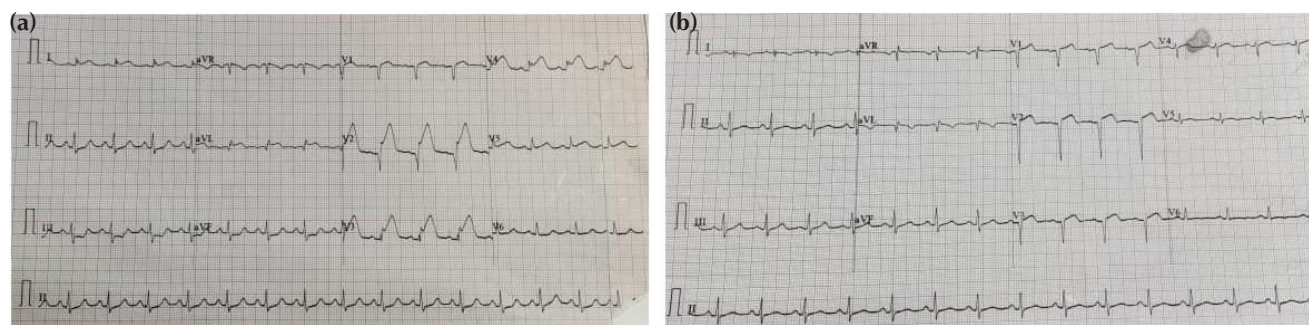 (a)
I aVR V1 V4
II aVL V2 V5
III aVF V3 V6
II
(b)
I aVR V1 V4
II aVL V2 V5
III aVF V3 V6
II